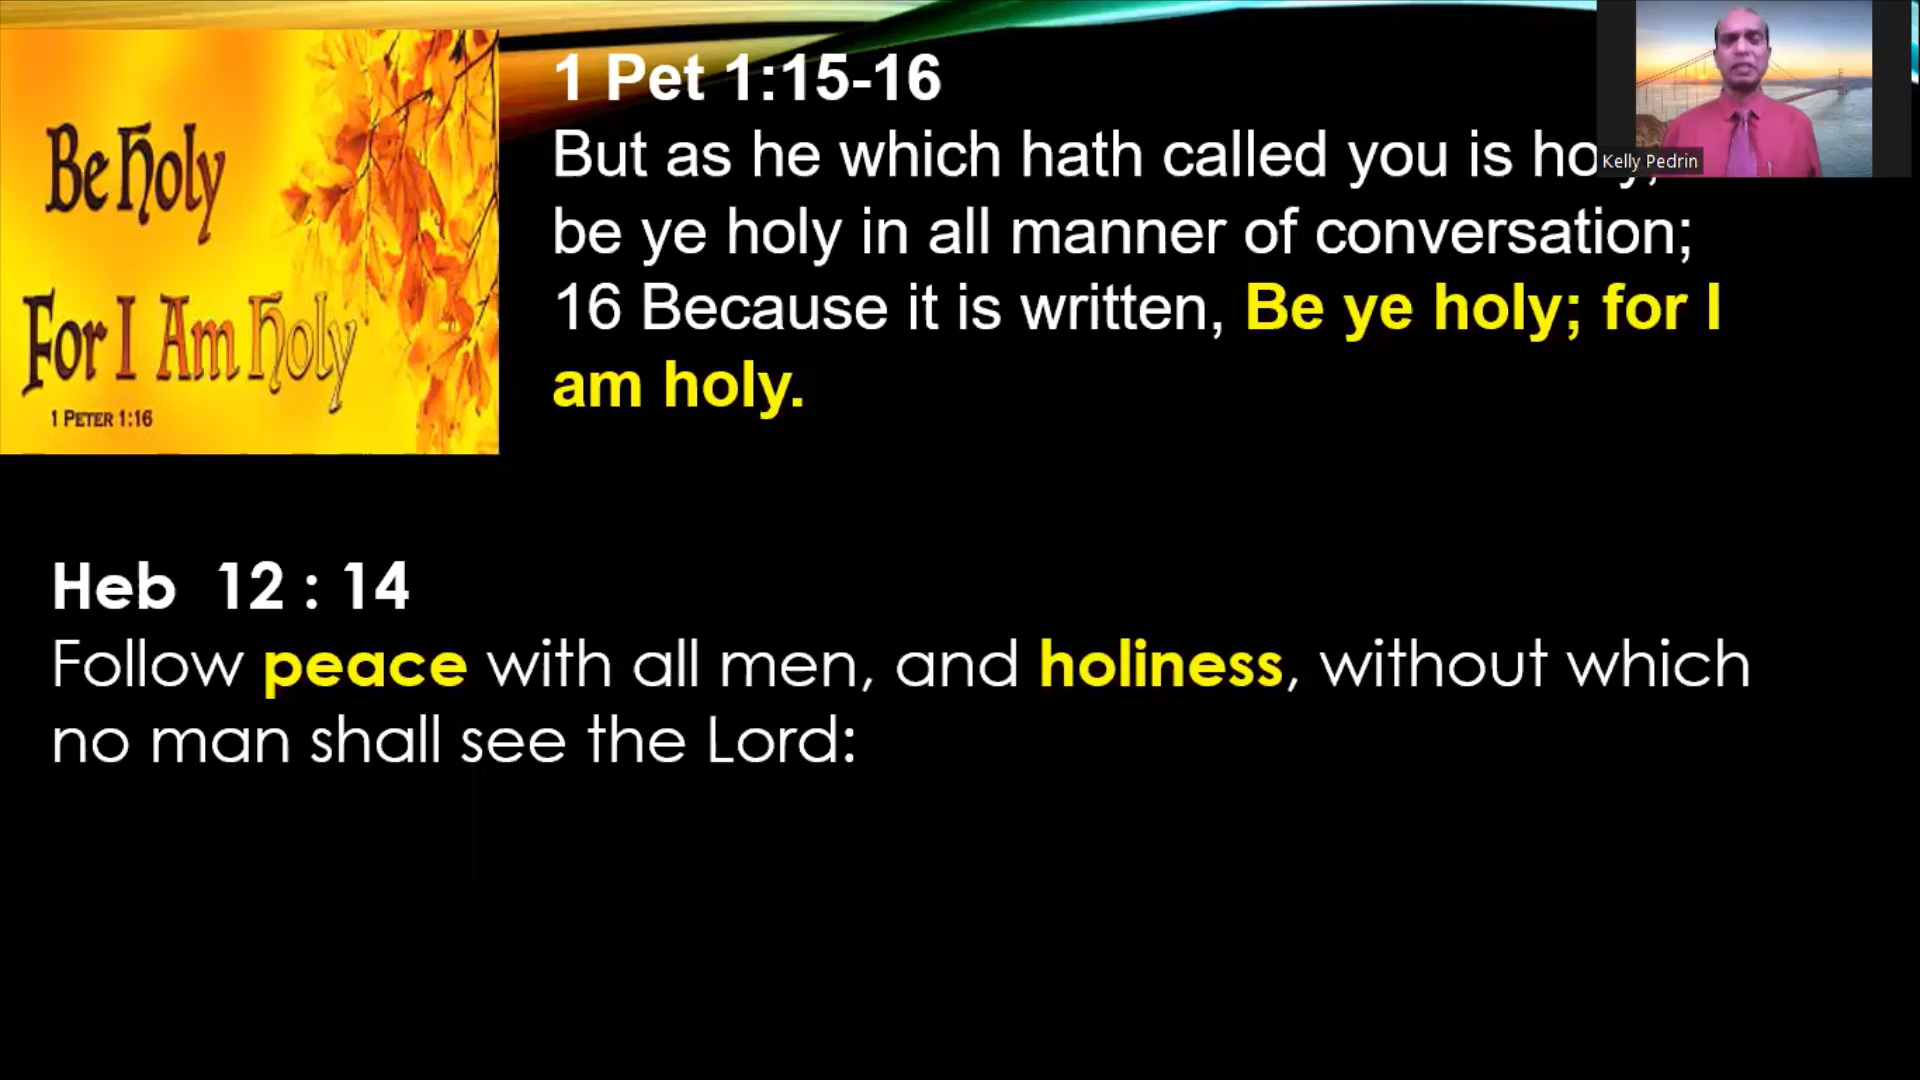 Be Holy
For I Am Holy
1 PETER 1:16
1 Pet 1:15-16
But as he which hath called you is
be ye holy in all manner of conversation;
16 Because it is written, Be ye holy; for I
am holy.
Kelly Pedrin
Heb 12 : 14
Follow peace with all men, and holiness, without which
no man shall see the Lord: